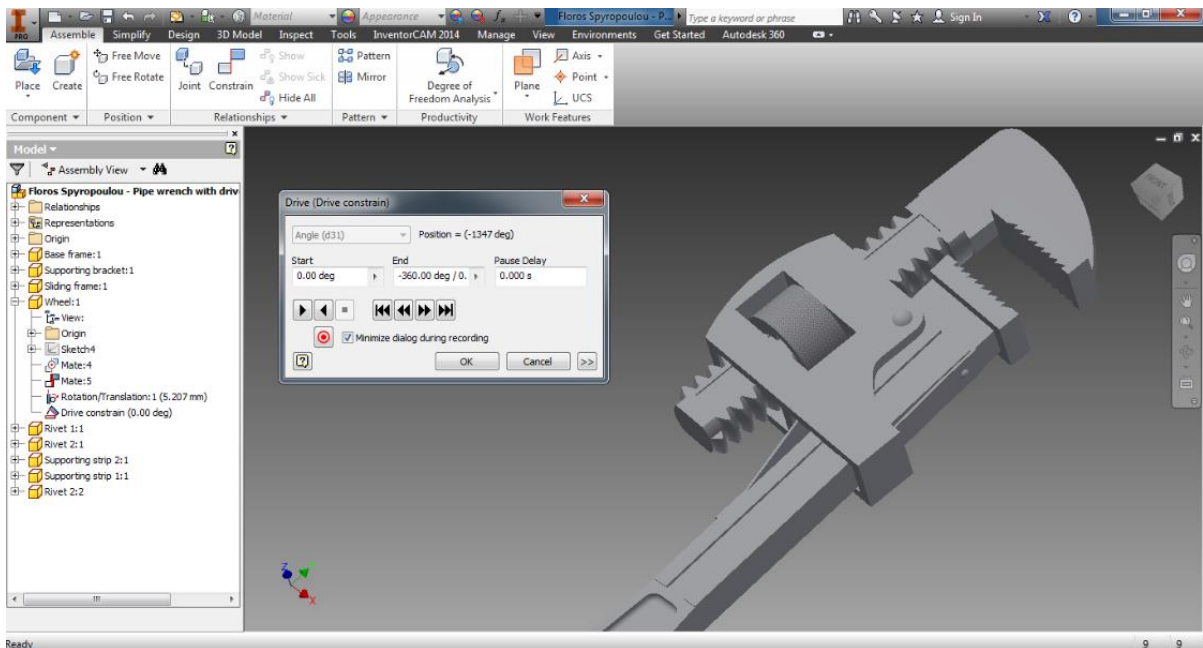 PRO
Material
Appearance
Floros Spyropoulou - P...
Type a keyword or phrase
Sign In
Assemble Simplify Design 3D Model Inspect Tools InventorCAM 2014 Manage View Environments Get Started Autodesk 360
Place
Create
Free Move
Free Rotate
Joint
Constrain
Show
Show Sick
Hide All
Pattern
Mirror
Degree of
Freedom Analysis
Plane
Axis
Point
UCS
Component
Position
Relationships
Pattern
Productivity
Work Features
Model
Assembly View
Floros Spyropoulou - Pipe wrench with driv
Relationships
Representations
Origin
Base frame:1
Supporting bracket:1
Sliding frame:1
Wheel:1
View:
Origin
Sketch4
Mate:4
Mate:5
Rotation/Translation:1 (5.207 mm)
Drive constrain (0.00 deg)
Rivet 1:1
Rivet 2:1
Supporting strip 2:1
Supporting strip 1:1
Rivet 2:2
Drive (Drive constrain)
Angle (d31)
Position = (-1347 deg)
Start
End
Pause Delay
0.00 deg
-360.00 deg / 0.
0.000 s
Minimize dialog during recording
OK
Cancel
>>
FRONT
Z
X
Ready
9 9